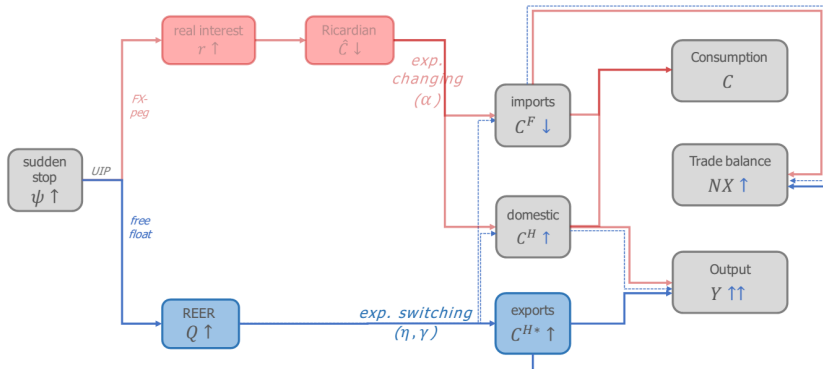 real interest
r ↑
Ricardian
Ĉ ↓
exp.
changing
(α)
Consumption
C
imports
C^F ↓
FX-
peg
sudden
stop
ψ ↑
UIP
Trade balance
NX ↑
domestic
C^H ↑
free
float
Output
Y ↑↑
REER
Q ↑
exp. switching
(η,γ)
exports
C^{H*} ↑